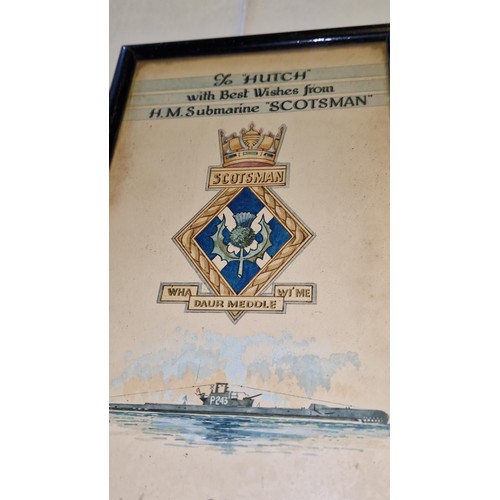 To "HUTCH"
with Best Wishes from
H.M. Submarine "SCOTSMAN"
SCOTSMAN
WHA DAUR MEDDLE WI' ME
P243